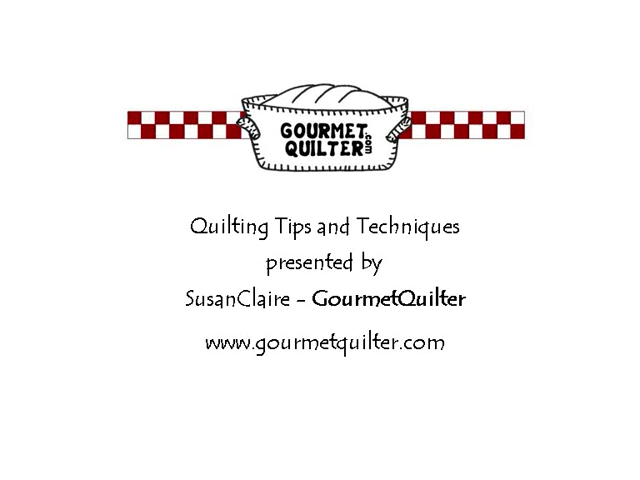 GOURMET
QUILTER.com
Quilting Tips and Techniques
presented by
SusanClaire - GourmetQuilter
www.gourmetquilter.com